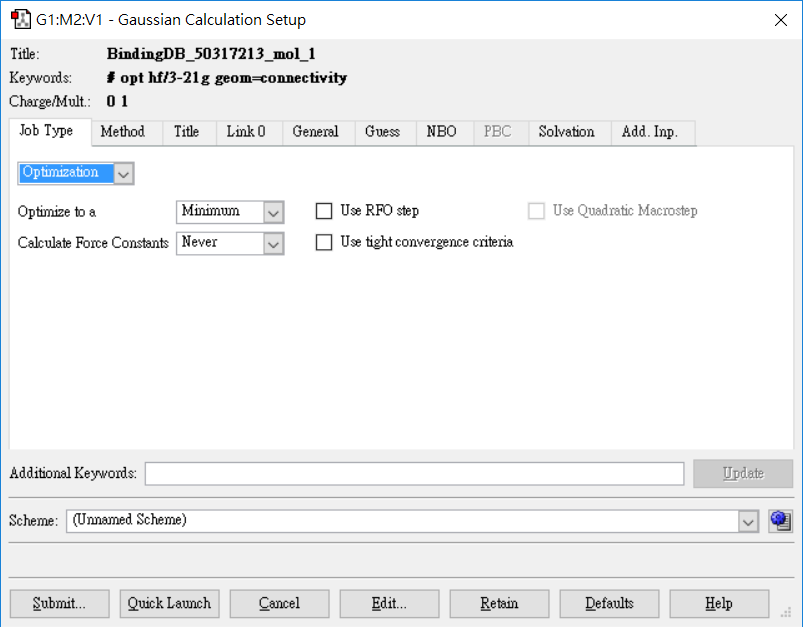 G1:M2:V1 - Gaussian Calculation Setup
Title: BindingDB_50317213_mol_1
Keywords: # opt hf/3-21g geom=connectivity
Charge/Mult.: 0 1
Job Type Method Title Link 0 General Guess NBO PBC Solvation Add. Inp.
Optimization
Optimize to a Minimum Use RFO step Use Quadratic Macrostep
Calculate Force Constants Never Use tight convergence criteria
Additional Keywords: Update
Scheme: (Unnamed Scheme)
Submit... Quick Launch Cancel Edit... Retain Defaults Help